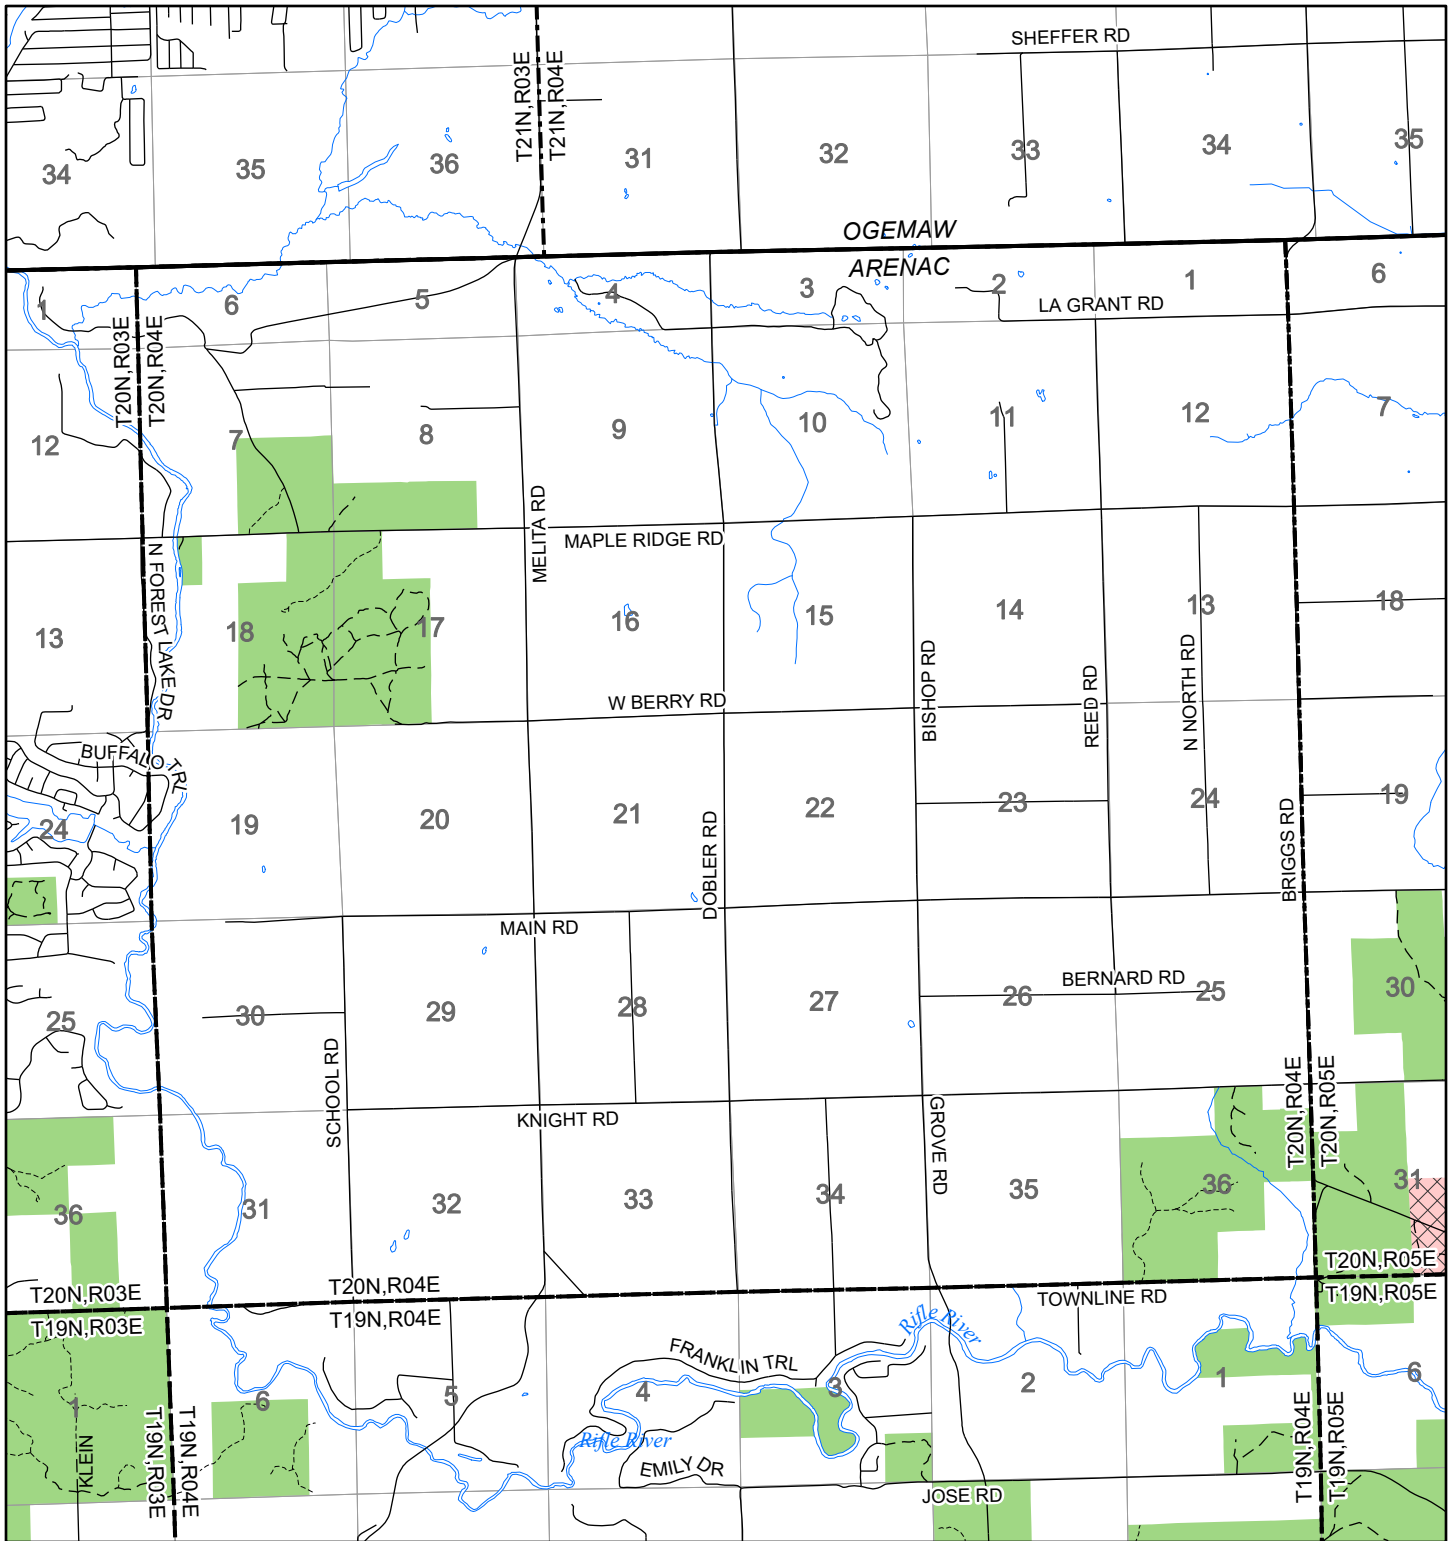 SHEFFER RD
T21N,R03E
T21N,R04E
34
35
36
31
32
33
34
35
OGEMAW
ARENAC
1
6
5
4
3
2
1
6
LA GRANT RD
T20N,R03E
T20N,R04E
12
7
8
9
10
11
12
7
MELITA RD
MAPLE RIDGE RD
N FOREST LAKE DR
13
18
17
16
15
14
13
18
W BERRY RD
BISHOP RD
REED RD
N NORTH RD
BUFFALO TRL
24
19
20
21
22
23
24
19
DOBLER RD
BRIGGS RD
MAIN RD
BERNARD RD
25
30
29
28
27
26
25
30
SCHOOL RD
KNIGHT RD
GROVE RD
T20N,R04E
T20N,R05E
36
31
32
33
34
35
36
31
T20N,R03E
T20N,R04E
T20N,R05E
T19N,R03E
T19N,R04E
TOWNLINE RD
T19N,R05E
Rifle River
FRANKLIN TRL
1
6
5
4
3
2
1
6
KLEIN
T19N,R03E
T19N,R04E
Rifle River
EMILY DR
JOSE RD
T19N,R04E
T19N,R05E